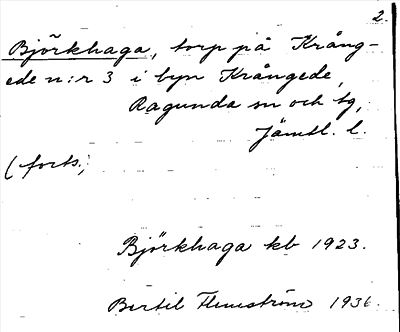 2.
Björkhaga, torp på Krång-
ede n:r 3 i byn Krångede,
Ragunda sn och tg,
Jämtl. l.
(forts.,
Björkhaga kb 1923.
Bertil Flemström 1936.